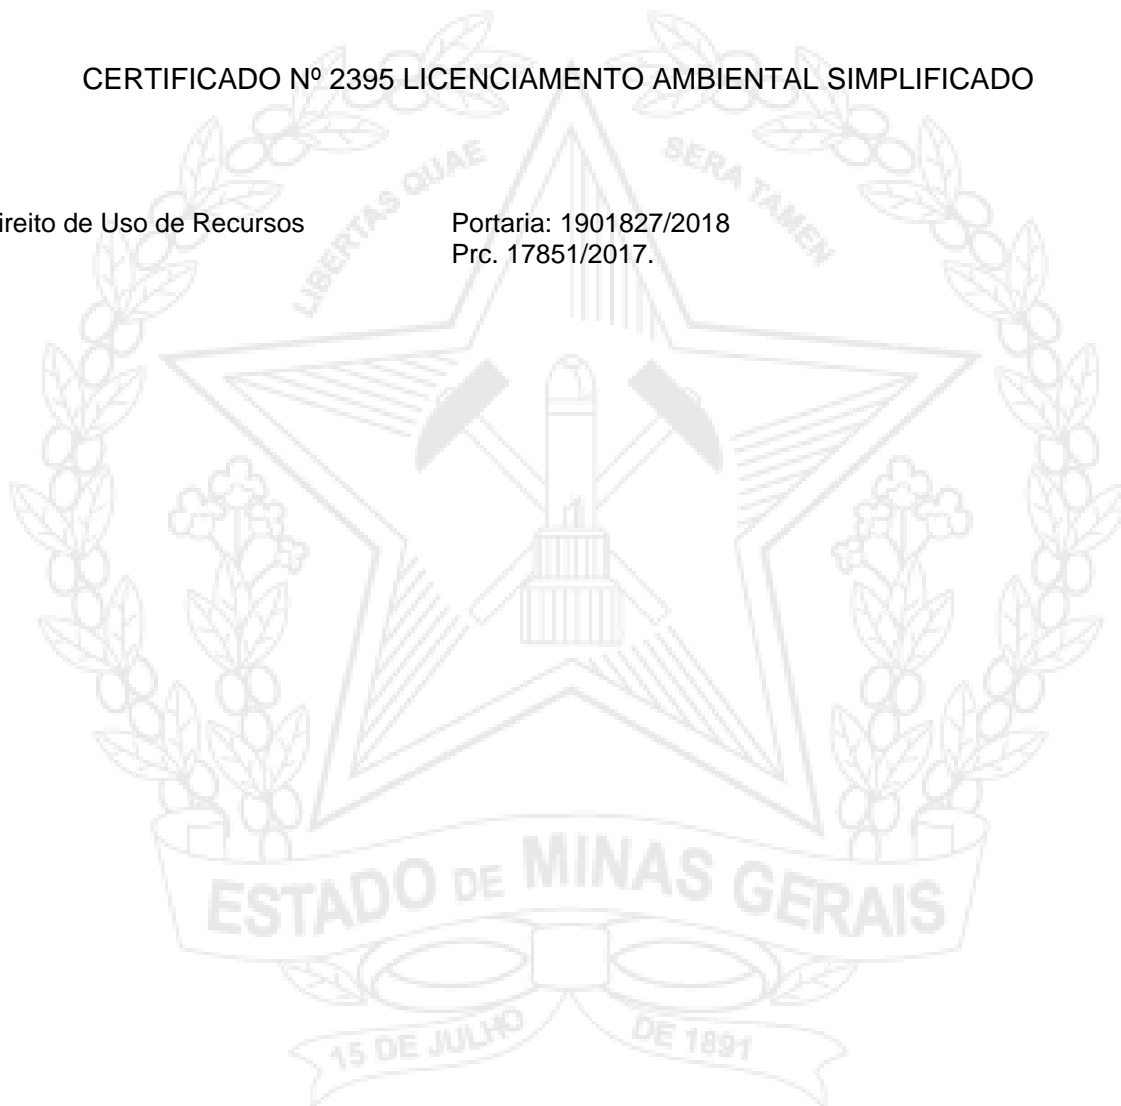 CERTIFICADO Nº 2395 LICENCIAMENTO AMBIENTAL SIMPLIFICADO
LIBERTAS QUAE SERA TAMEN
ireito de Uso de Recursos Portaria: 1901827/2018
Prc. 17851/2017.
ESTADO DE MINAS GERAIS
15 DE JULHO DE 1891